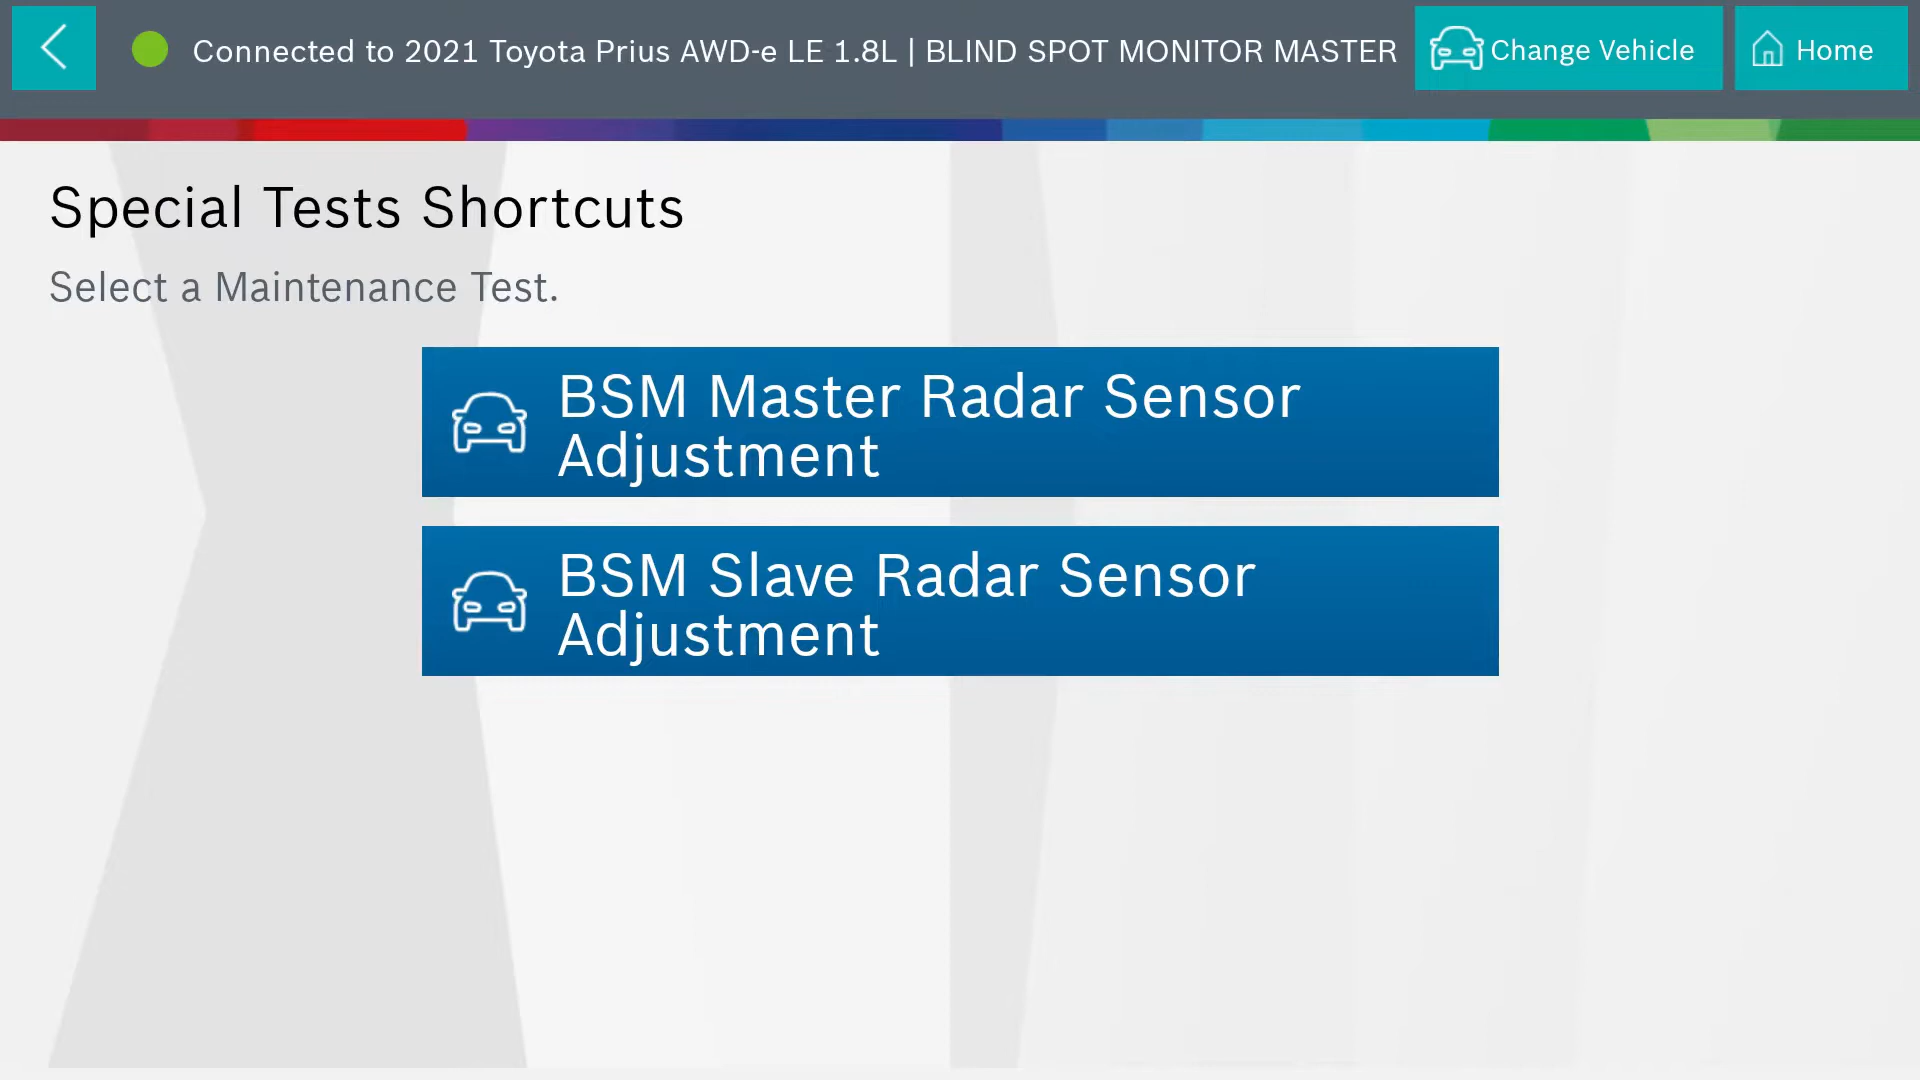 Connected to 2021 Toyota Prius AWD-e LE 1.8L | BLIND SPOT MONITOR MASTER
Change Vehicle
Home
Special Tests Shortcuts
Select a Maintenance Test.
BSM Master Radar Sensor
Adjustment
BSM Slave Radar Sensor
Adjustment